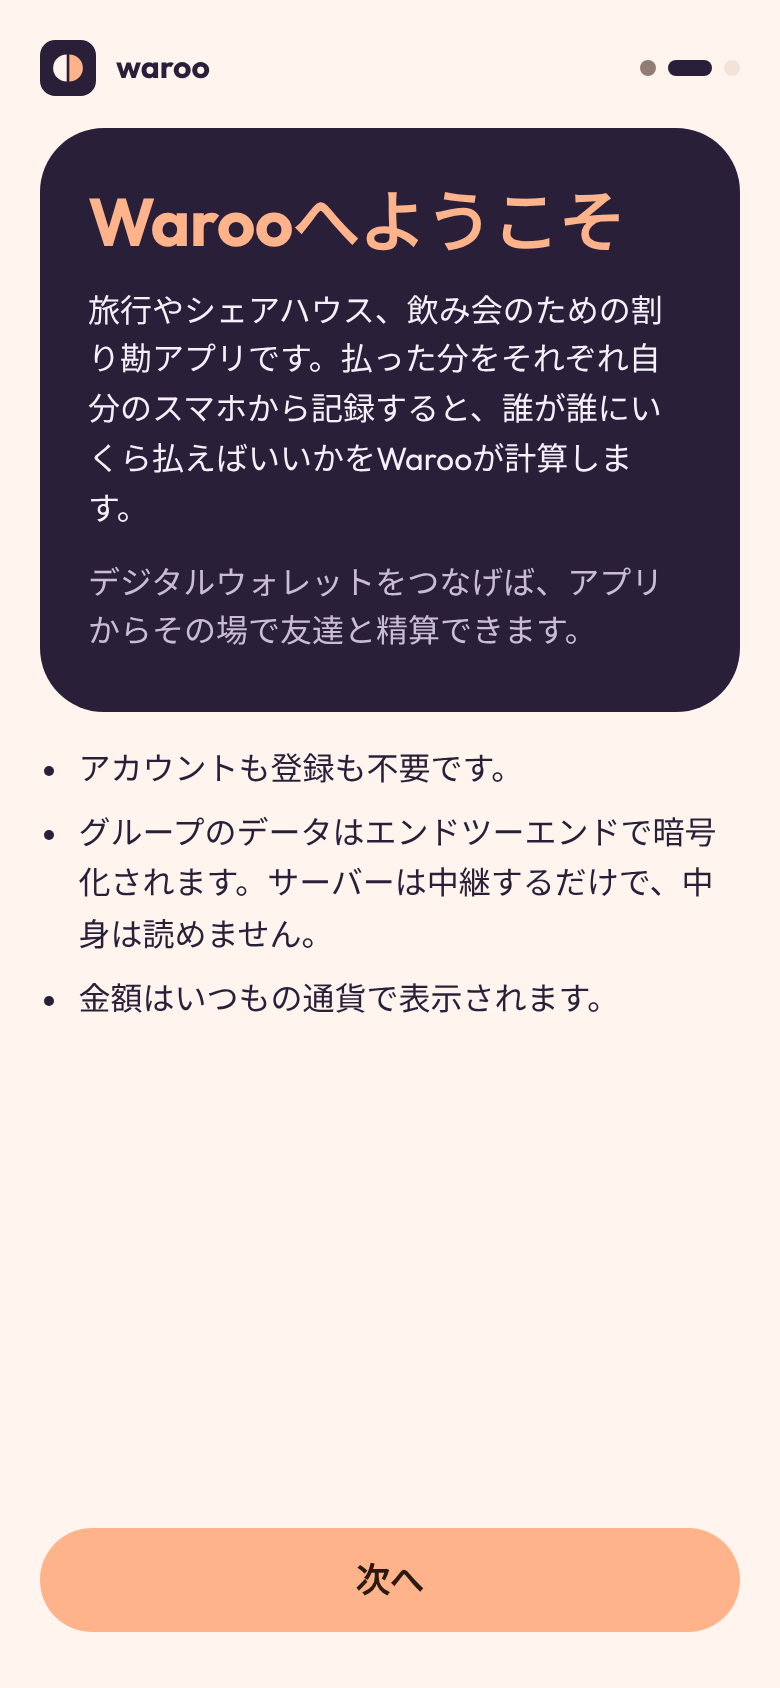 waroo
Warooへようこそ
旅行やシェアハウス、飲み会のための割
り勘アプリです。払った分をそれぞれ自
分のスマホから記録すると、誰が誰にい
くら払えばいいかをWarooが計算しま
す。
デジタルウォレットをつなげば、アプリ
からその場で友達と精算できます。
• アカウントも登録も不要です。
• グループのデータはエンドツーエンドで暗号
化されます。サーバーは中継するだけで、中
身は読めません。
• 金額はいつもの通貨で表示されます。
次へ